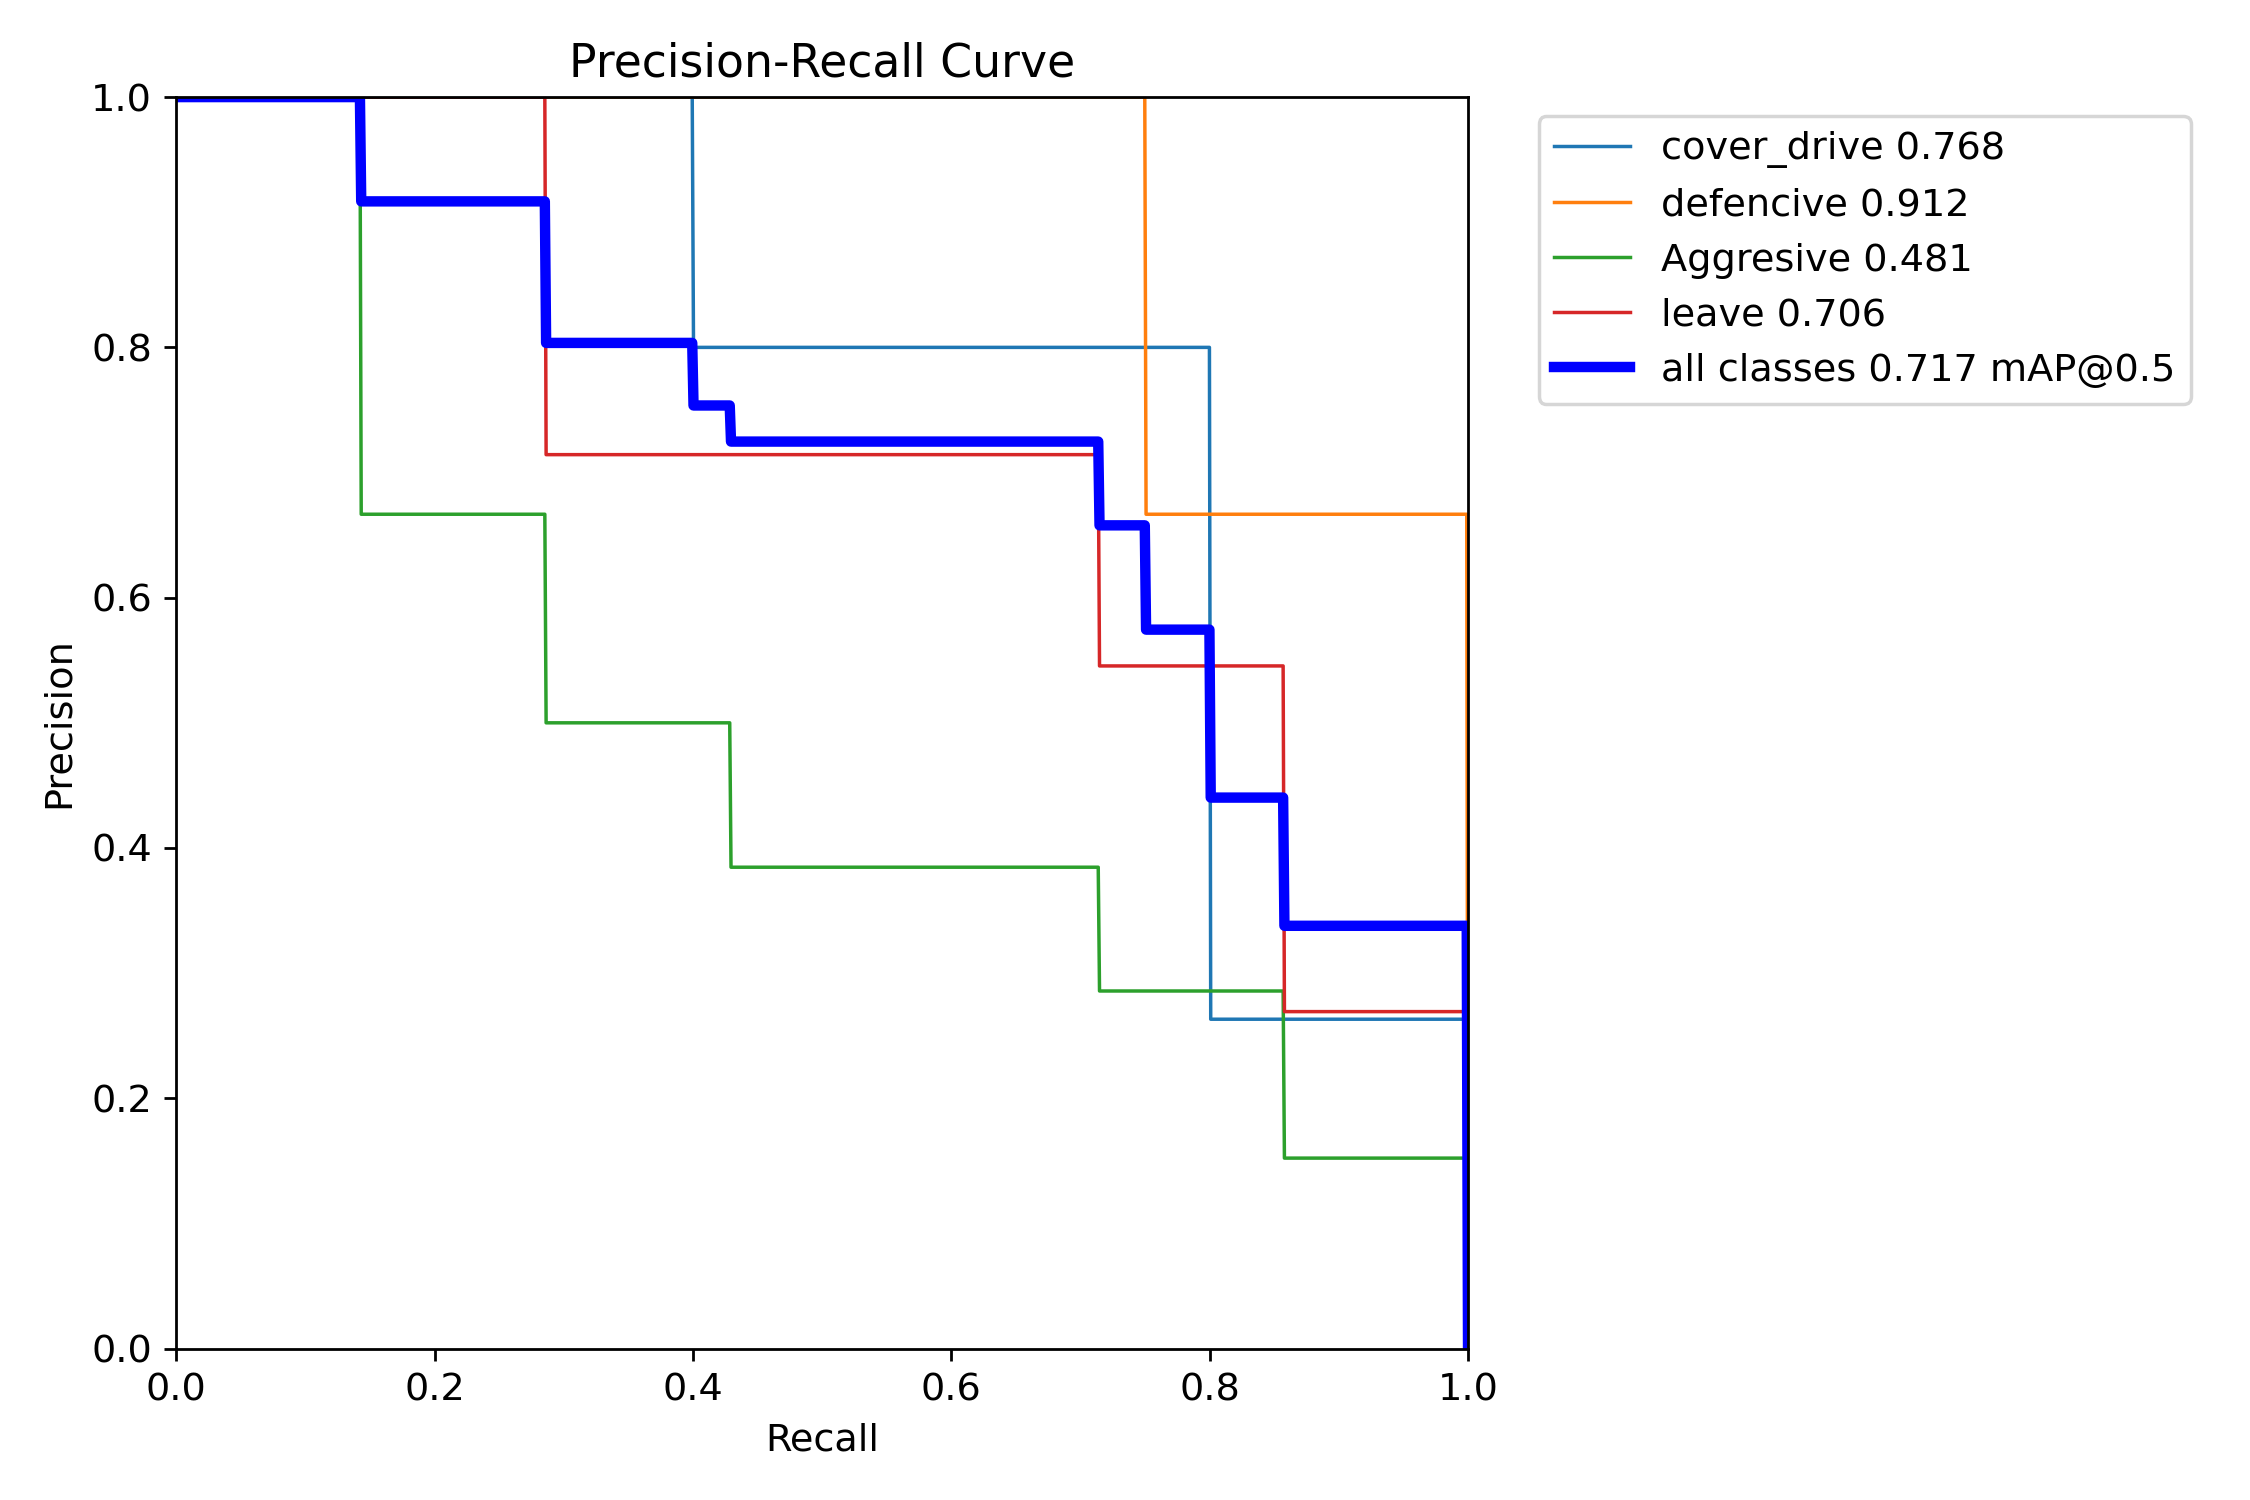 Precision-Recall Curve
1.0
0.8
0.6
0.4
0.2
0.0
Precision
0.0 0.2 0.4 0.6 0.8 1.0
Recall
cover_drive 0.768
defencive 0.912
Aggresive 0.481
leave 0.706
all classes 0.717 mAP@0.5